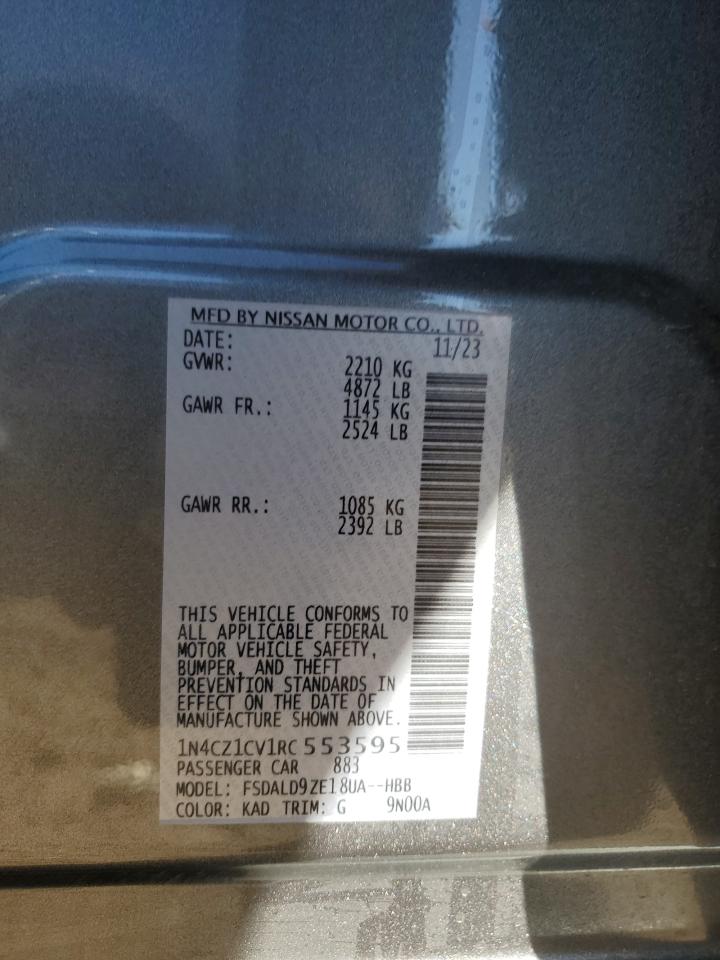 MFD BY NISSAN MOTOR CO., LTD.
DATE: 11/23
GVWR: 2210 KG
4872 LB
GAWR FR.: 1145 KG
2524 LB
GAWR RR.: 1085 KG
2392 LB
THIS VEHICLE CONFORMS TO
ALL APPLICABLE FEDERAL
MOTOR VEHICLE SAFETY,
BUMPER, AND THEFT
PREVENTION STANDARDS IN
EFFECT ON THE DATE OF
MANUFACTURE SHOWN ABOVE.
1N4CZ1CV1RC553595
PASSENGER CAR 883
MODEL: FSDALD9ZE18UA--HBB
COLOR: KAD TRIM: G 9N00A